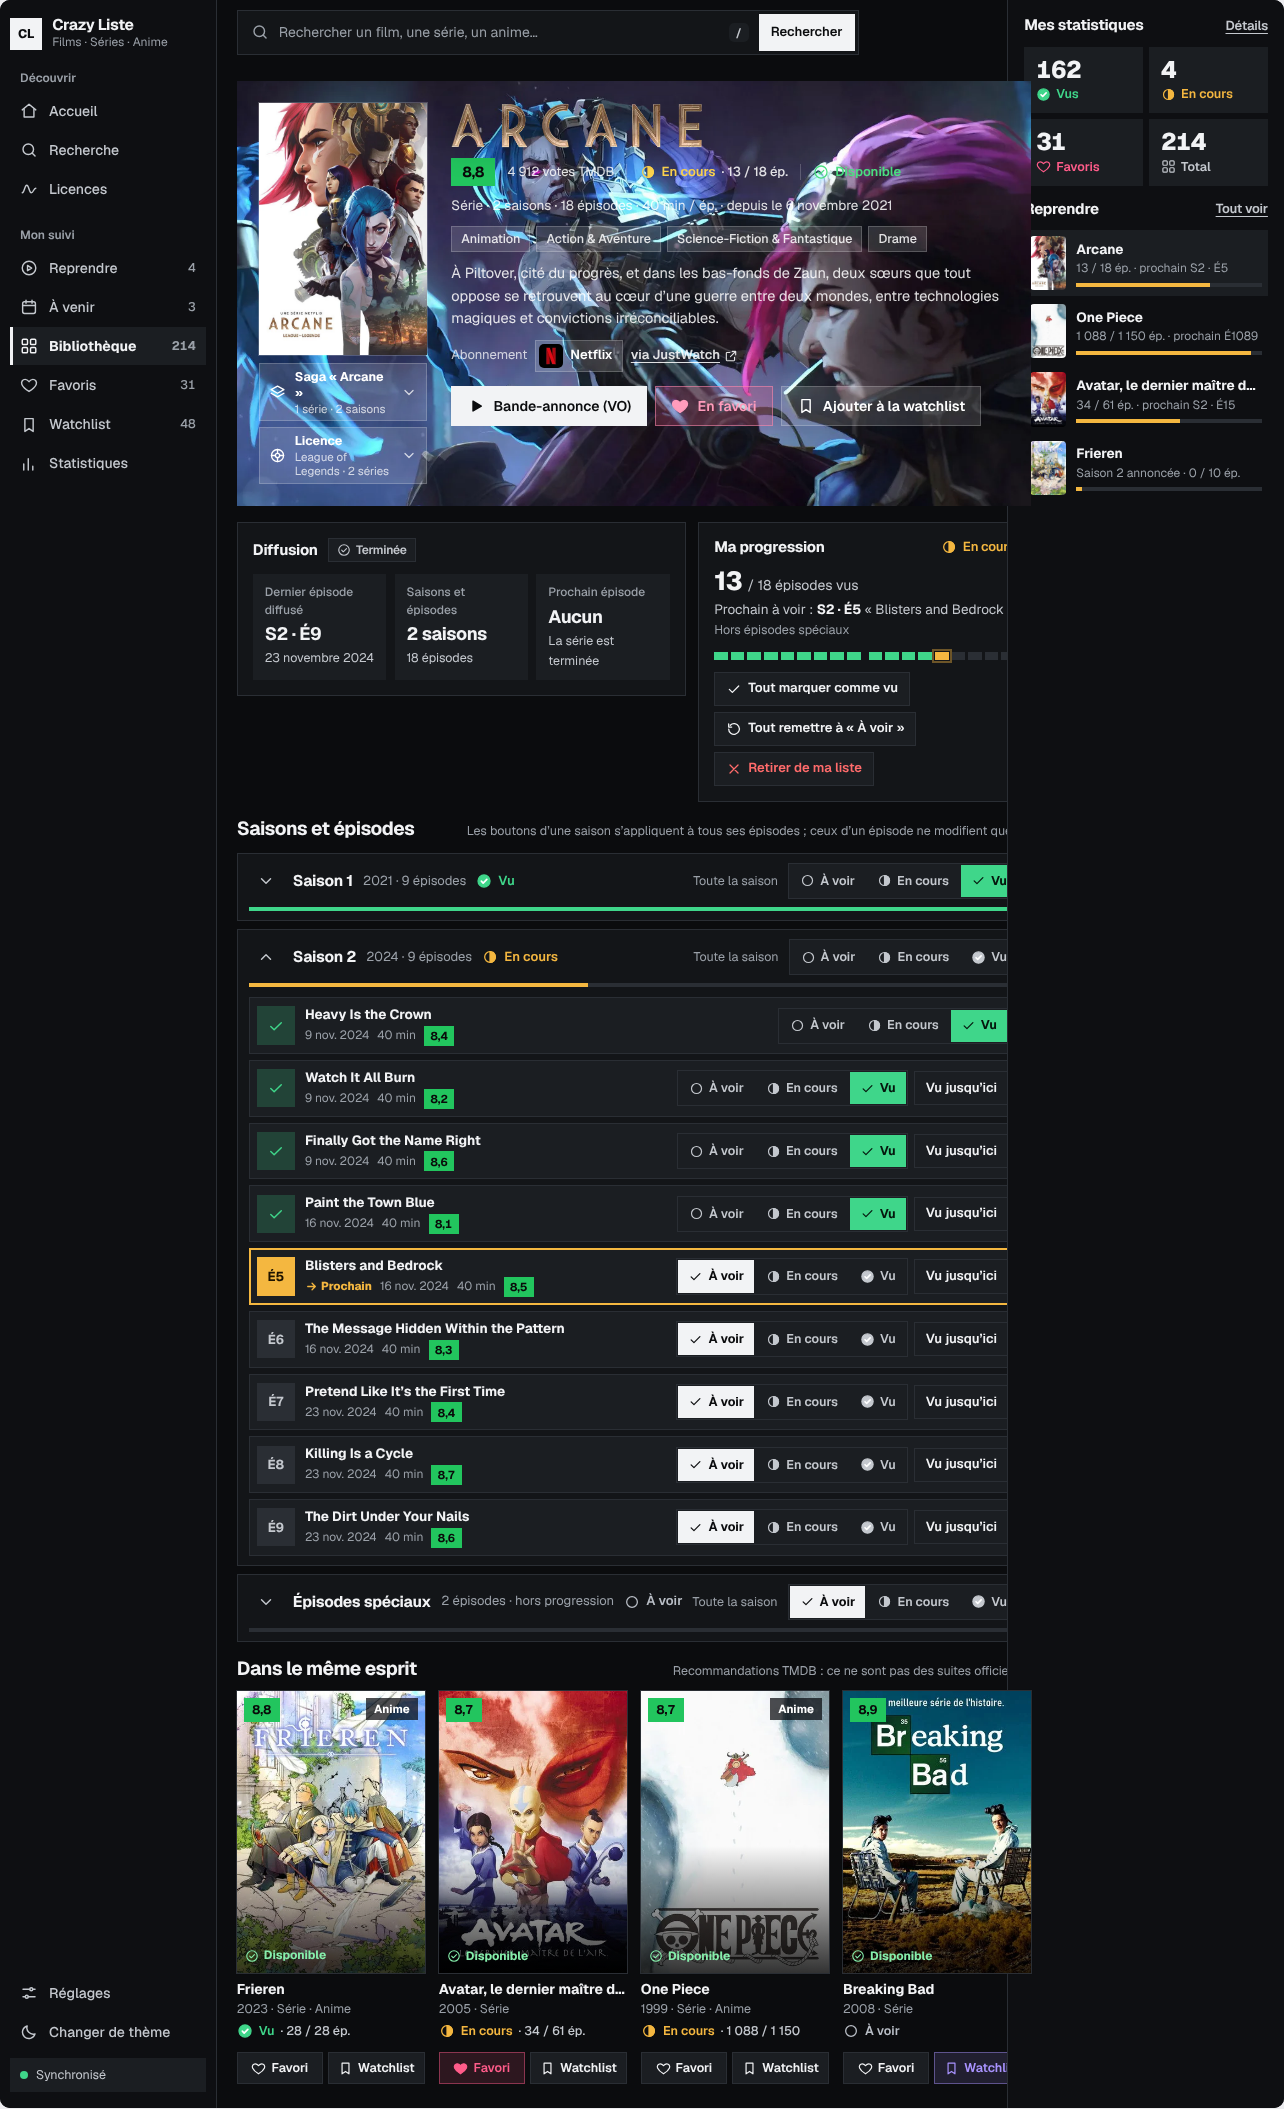 CL
Crazy Liste
Films · Séries · Anime
Découvrir
Accueil
Recherche
Licences
Mon suivi
Reprendre 4
À venir 3
Bibliothèque 214
Favoris 31
Watchlist 48
Statistiques
Réglages
Changer de thème
Synchronisé
Rechercher un film, une série, un anime…
/
Rechercher
UNE SÉRIE NETFLIX
ARCANE
LEAGUE OF LEGENDS
Saga « Arcane
»
1 série · 2 saisons
Licence
League of
Legends · 2 séries
ARCANE
8,8 4 912 votes TMDB En cours · 13 / 18 ép. Disponible
Série · 2 saisons · 18 épisodes · 40 min / ép. · depuis le 6 novembre 2021
Animation Action & Aventure Science-Fiction & Fantastique Drame
À Piltover, cité du progrès, et dans les bas-fonds de Zaun, deux sœurs que tout
oppose se retrouvent au cœur d’une guerre entre deux mondes, entre technologies
magiques et convictions irréconciliables.
Abonnement N Netflix via JustWatch
Bande-annonce (VO) En favori Ajouter à la watchlist
Diffusion Terminée
Dernier épisode
diffusé
S2 · É9
23 novembre 2024
Saisons et
épisodes
2 saisons
18 épisodes
Prochain épisode
Aucun
La série est
terminée
Ma progression En cour
13 / 18 épisodes vus
Prochain à voir : S2 · É5 « Blisters and Bedrock
Hors épisodes spéciaux
Tout marquer comme vu
Tout remettre à « À voir »
Retirer de ma liste
Saisons et épisodes Les boutons d’une saison s’appliquent à tous ses épisodes ; ceux d’un épisode ne modifient que
Saison 1 2021 · 9 épisodes Vu Toute la saison À voir En cours Vu
Saison 2 2024 · 9 épisodes En cours Toute la saison À voir En cours Vu
Heavy Is the Crown
9 nov. 2024 40 min 8,4
À voir En cours Vu
Watch It All Burn
9 nov. 2024 40 min 8,2
À voir En cours Vu Vu jusqu’ici
Finally Got the Name Right
9 nov. 2024 40 min 8,6
À voir En cours Vu Vu jusqu’ici
Paint the Town Blue
16 nov. 2024 40 min 8,1
À voir En cours Vu Vu jusqu’ici
É5
Blisters and Bedrock
→ Prochain 16 nov. 2024 40 min 8,5
À voir En cours Vu Vu jusqu’ici
É6
The Message Hidden Within the Pattern
16 nov. 2024 40 min 8,3
À voir En cours Vu Vu jusqu’ici
É7
Pretend Like It’s the First Time
23 nov. 2024 40 min 8,4
À voir En cours Vu Vu jusqu’ici
É8
Killing Is a Cycle
23 nov. 2024 40 min 8,7
À voir En cours Vu Vu jusqu’ici
É9
The Dirt Under Your Nails
23 nov. 2024 40 min 8,6
À voir En cours Vu Vu jusqu’ici
Épisodes spéciaux 2 épisodes · hors progression À voir Toute la saison À voir En cours Vu
Dans le même esprit Recommandations TMDB : ce ne sont pas des suites officie
8,8 Anime
FRIEREN
Disponible
Frieren
2023 · Série · Anime
Vu · 28 / 28 ép.
Favori Watchlist
8,7
AVATAR
Disponible
Avatar, le dernier maître d…
2005 · Série
En cours · 34 / 61 ép.
Favori Watchlist
8,7 Anime
ONE PIECE
Disponible
One Piece
1999 · Série · Anime
En cours · 1 088 / 1 150
Favori Watchlist
8,9 meilleure série de l'histoire.
35
Breaking
56
Bad
Disponible
Breaking Bad
2008 · Série
À voir
Favori Watchli
Mes statistiques Détails
162
Vus
4
En cours
31
Favoris
214
Total
Reprendre Tout voir
Arcane
13 / 18 ép. · prochain S2 · É5
One Piece
1 088 / 1 150 ép. · prochain É1089
Avatar, le dernier maître d…
34 / 61 ép. · prochain S2 · É15
Frieren
Saison 2 annoncée · 0 / 10 ép.